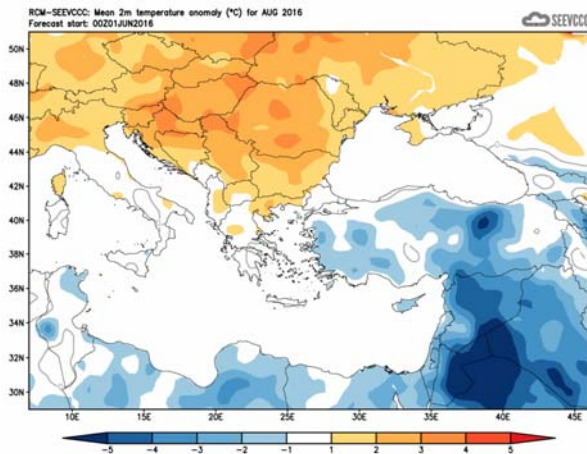 RCM-SEEVCCC: Mean 2m temperature anomaly (°C) for AUG 2016
Forecast start: 00Z01JUN2016
SEEVCCC
50N
48N
46N
44N
42N
40N
38N
36N
34N
32N
30N
10E 15E 20E 25E 30E 35E 40E 45E
-5 -4 -3 -2 -1 1 2 3 4 5